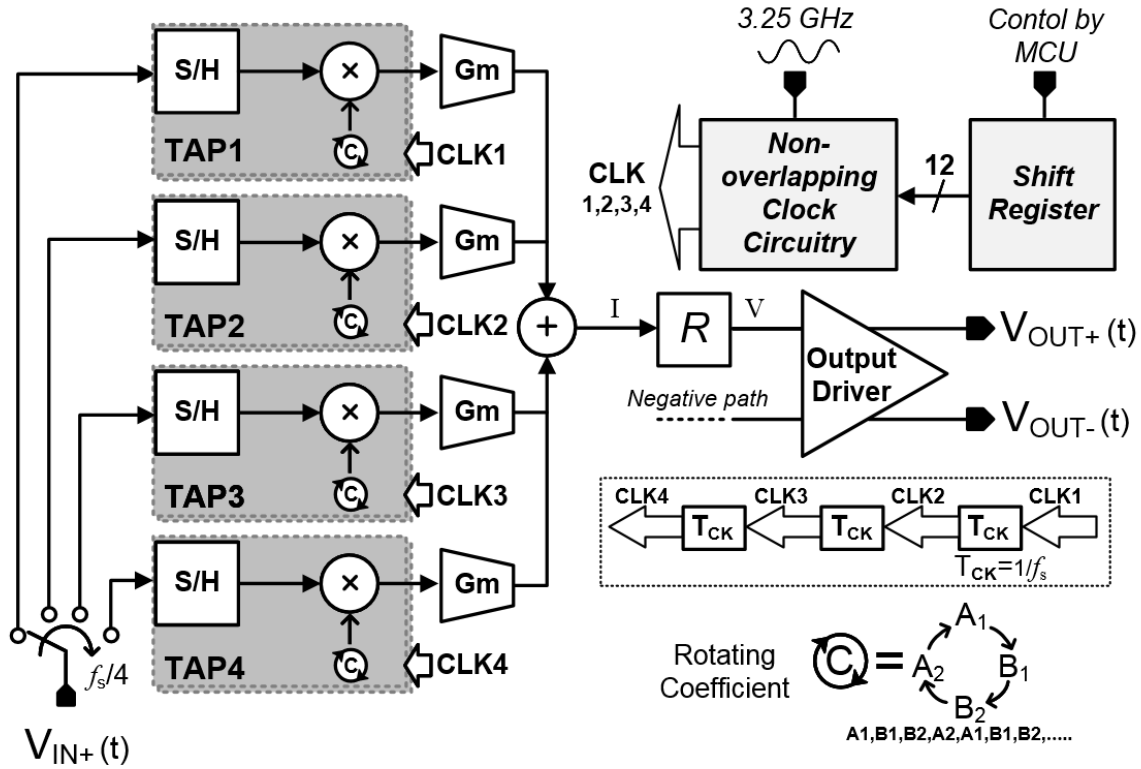 S/H
×
Gm
C
TAP1
CLK1
S/H
×
Gm
C
TAP2
CLK2
S/H
×
Gm
C
TAP3
CLK3
S/H
×
Gm
C
TAP4
CLK4
fs/4
VIN+ (t)
+
I
R
V
Negative path
Output
Driver
VOUT+ (t)
VOUT- (t)
3.25 GHz
Contol by
MCU
CLK
1,2,3,4
Non-
overlapping
Clock
Circuitry
12
Shift
Register
CLK4
CLK3
CLK2
CLK1
TCK
TCK
TCK
TCK=1/fs
Rotating
Coefficient
C
=
A1
A2
B1
B2
A1,B1,B2,A2,A1,B1,B2,.....